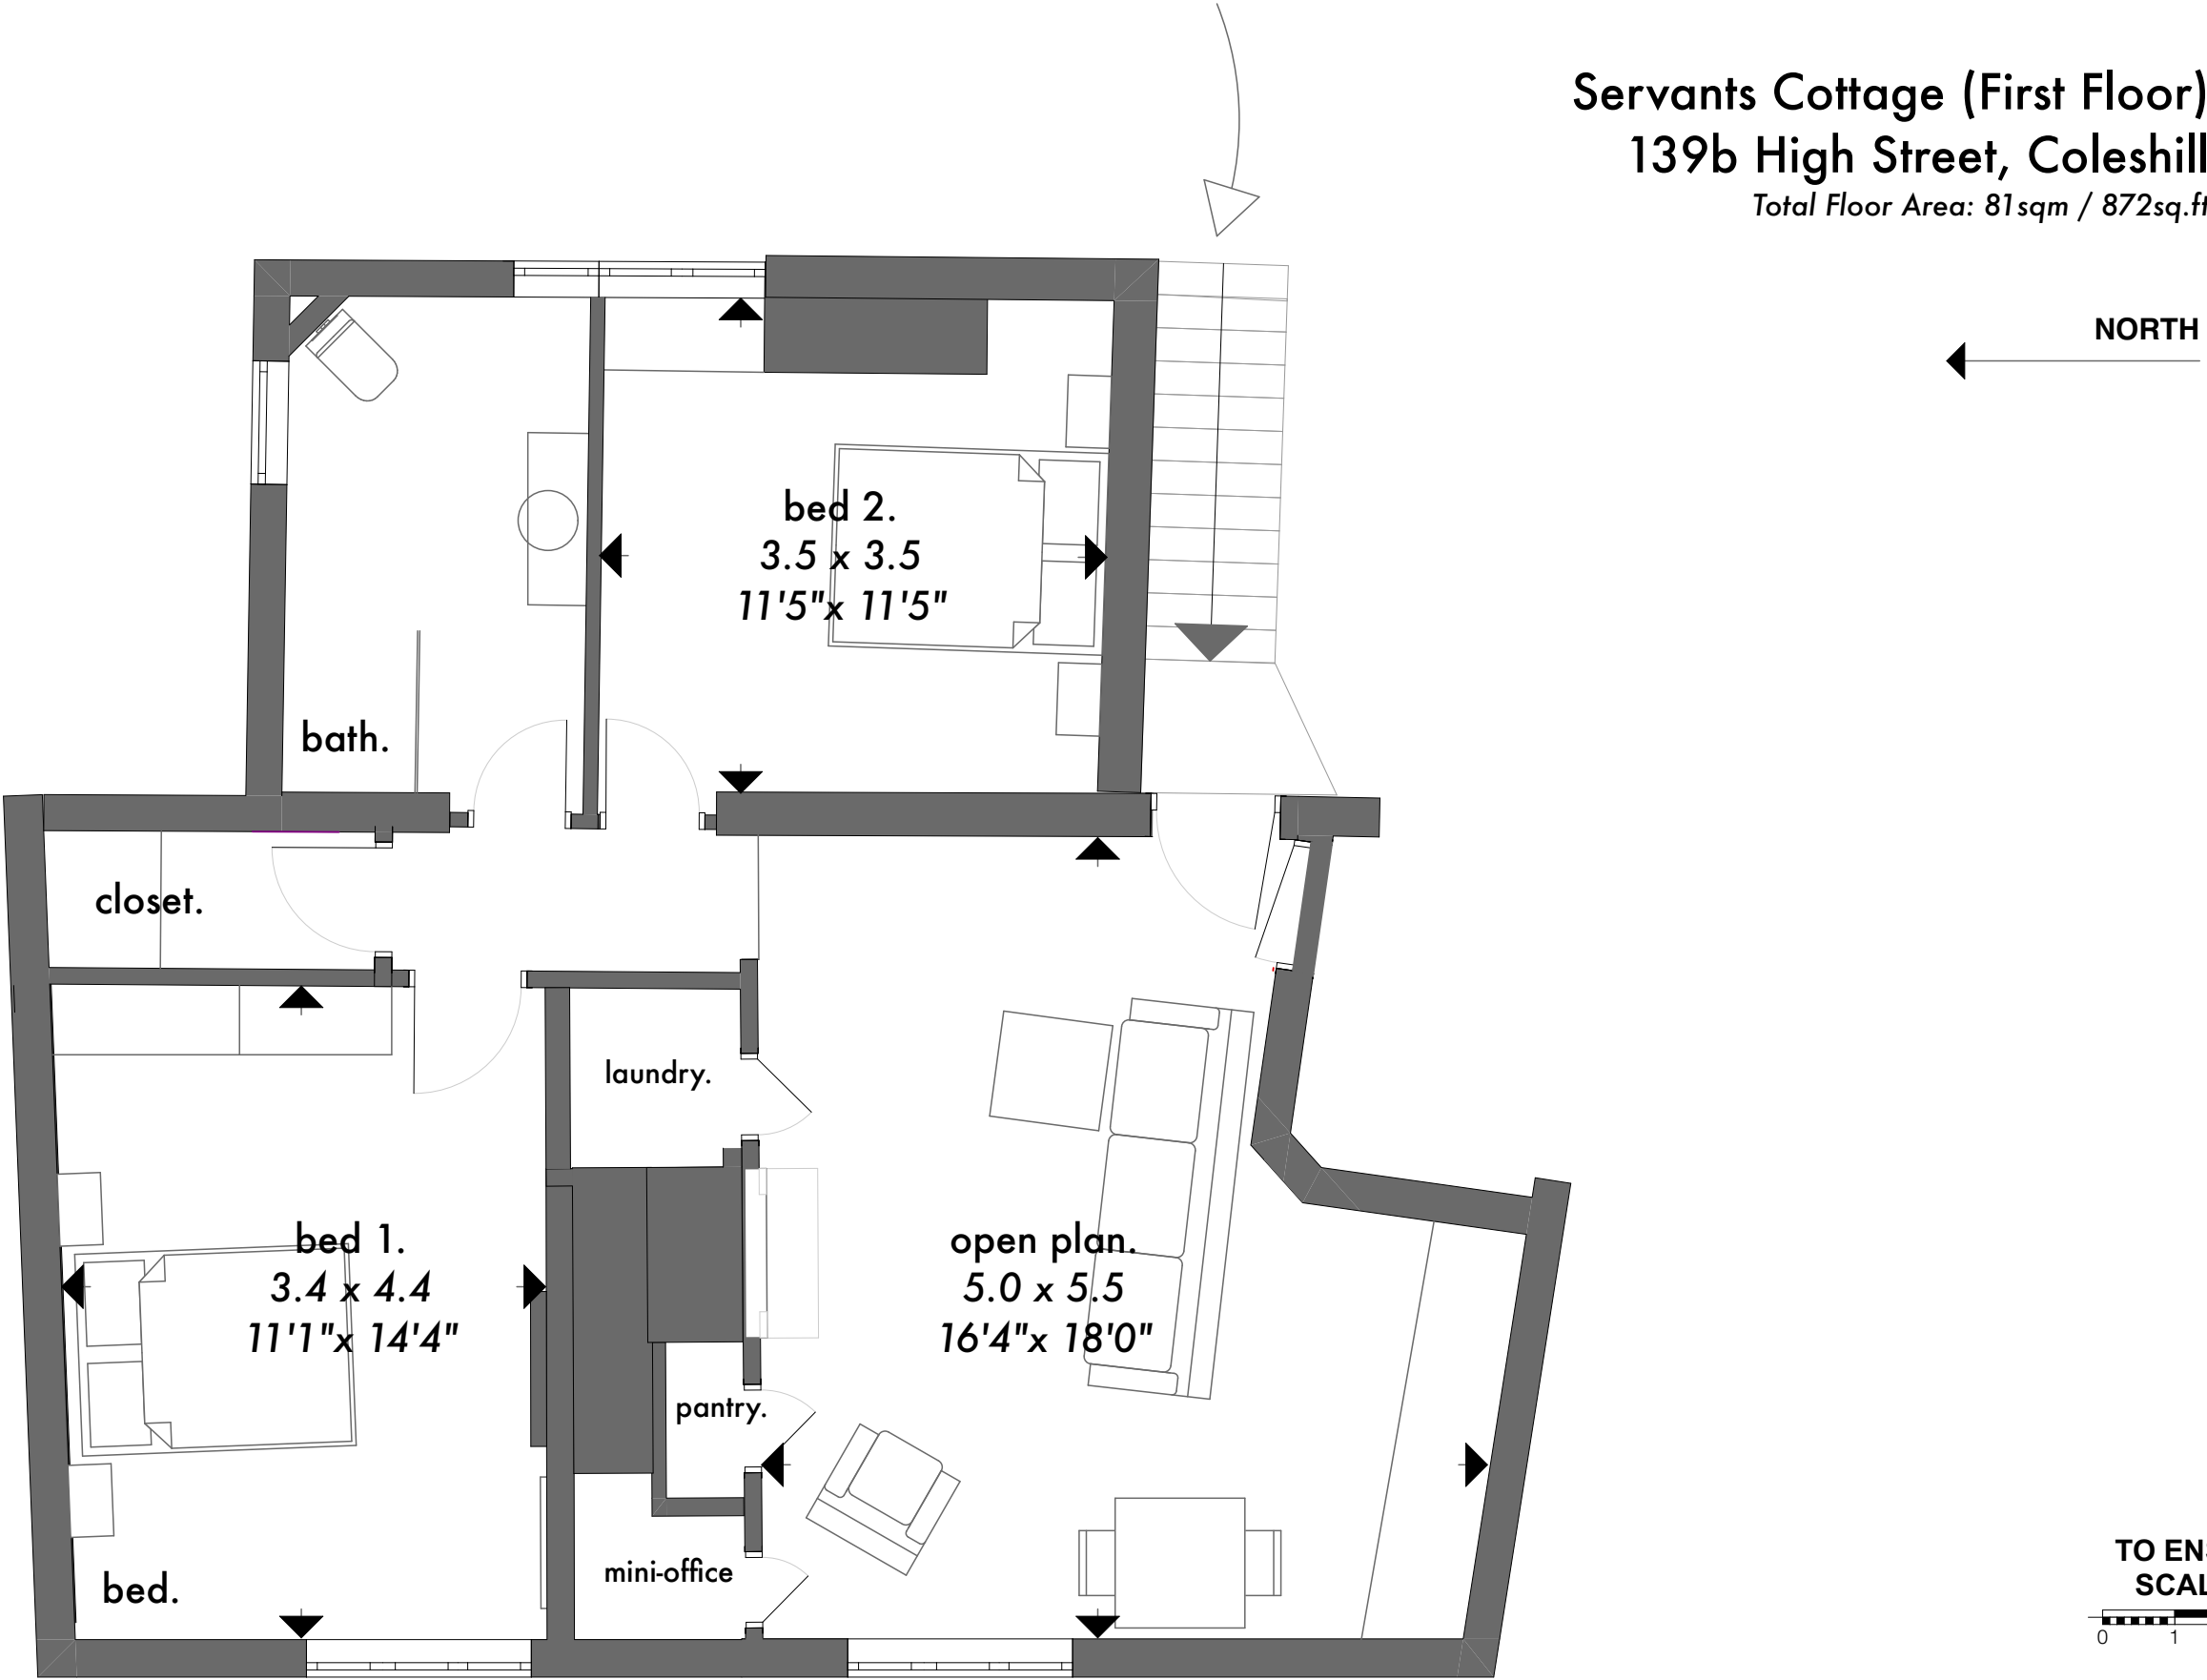 Servants Cottage (First Floor)
139b High Street, Coleshill
Total Floor Area: 81sqm / 872sq.ft
NORTH
bed 2.
3.5 x 3.5
11'5"x 11'5"
bath.
closet.
laundry.
bed 1.
3.4 x 4.4
11'1"x 14'4"
open plan.
5.0 x 5.5
16'4"x 18'0"
pantry.
mini-office
bed.
TO
0 1